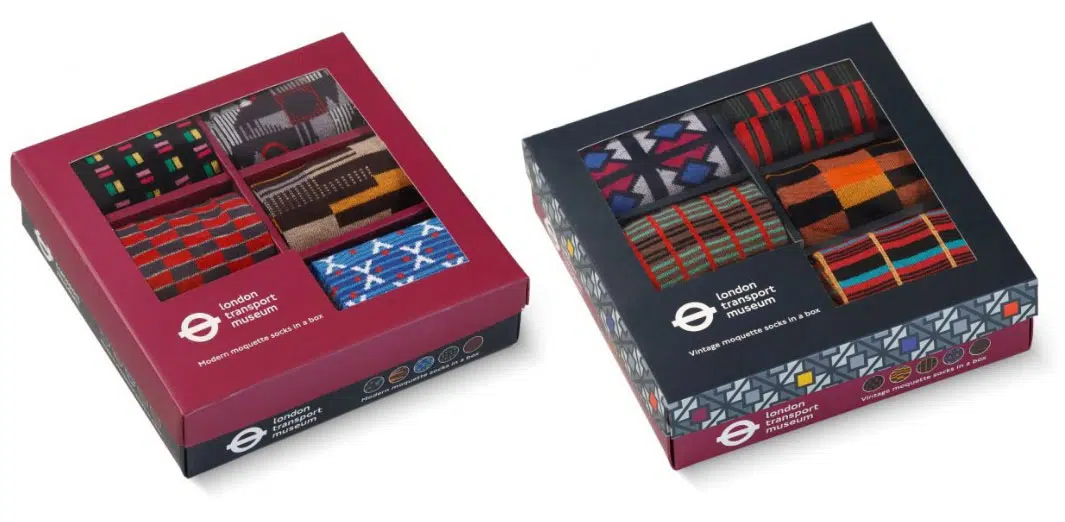 london
transport
museum
Modern moquette socks in a box
Modern moquette socks in a box
london
transport
museum
london
transport
museum
Vintage moquette socks in a box
Vintage moquette socks in a box
london
transport
museum